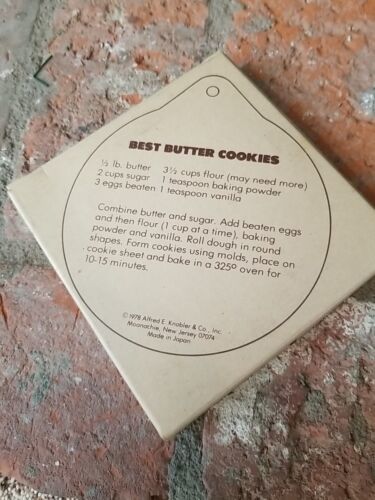 BEST BUTTER COOKIES
½ lb. butter 3½ cups flour (may need more)
2 cups sugar 1 teaspoon baking powder
3 eggs beaten 1 teaspoon vanilla
Combine butter and sugar. Add beaten eggs
and then flour (1 cup at a time), baking
powder and vanilla. Roll dough in round
shapes. Form cookies using molds, place on
cookie sheet and bake in a 325º oven for
10-15 minutes.
© 1978 Alfred E. Knobler & Co., Inc.
Moonachie, New Jersey 07074
Made in Japan